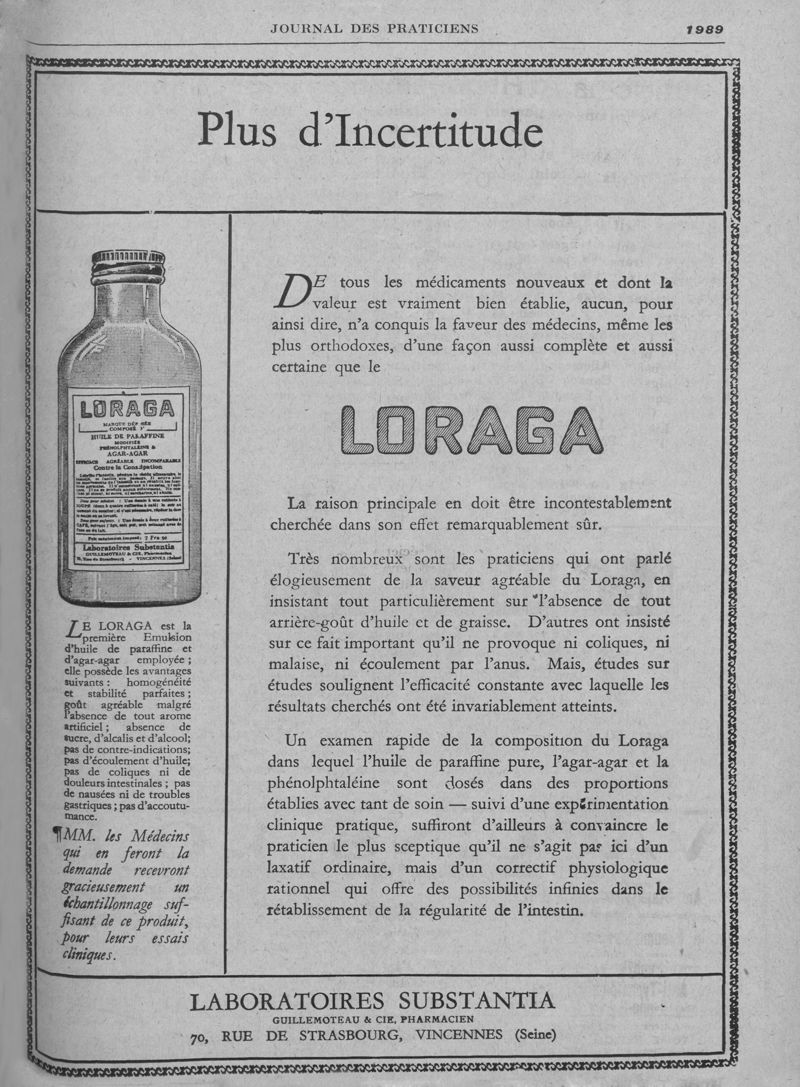 JOURNAL DES PRATICIENS
1989
Plus d'Incertitude
LORAGA
MARQUE DÉPOSÉE
HUILE DE PARAFFINE
MODIFIÉE
PHÉNOLPHTALÉINE &
AGAR-AGAR
EFFICACE AGRÉABLE INCOMPARABLE
Contre la Constipation
Laboratoires Substantia
GUILLEMOTEAU & CIE, Pharmacien
LE LORAGA est la
première Emulsion
d'huile de paraffine et
d'agar-agar employée ;
elle possède les avantages
suivants : homogénéité
et stabilité parfaites ;
goût agréable malgré
l'absence de tout arome
artificiel ; absence de
sucre, d'alcalis et d'alcool;
pas de contre-indications;
pas d'écoulement d'huile;
pas de coliques ni de
douleurs intestinales ; pas
de nausées ni de troubles
gastriques ; pas d'accoutu-
mance.
¶MM. les Médecins
qui en feront la
demande recevront
gracieusement un
échantillonnage suf-
fisant de ce produit,
pour leurs essais
cliniques.
DE tous les médicaments nouveaux et dont la
valeur est vraiment bien établie, aucun, pour
ainsi dire, n'a conquis la faveur des médecins, même les
plus orthodoxes, d'une façon aussi complète et aussi
certaine que le
LORAGA
La raison principale en doit être incontestablement
cherchée dans son effet remarquablement sûr.
Très nombreux sont les praticiens qui ont parlé
élogieusement de la saveur agréable du Loraga, en
insistant tout particulièrement sur l'absence de tout
arrière-goût d'huile et de graisse. D'autres ont insisté
sur ce fait important qu'il ne provoque ni coliques, ni
malaise, ni écoulement par l'anus. Mais, études sur
études soulignent l'efficacité constante avec laquelle les
résultats cherchés ont été invariablement atteints.
Un examen rapide de la composition du Loraga
dans lequel l'huile de paraffine pure, l'agar-agar et la
phénolphtaléine sont dosés dans des proportions
établies avec tant de soin — suivi d'une expérimentation
clinique pratique, suffiront d'ailleurs à convaincre le
praticien le plus sceptique qu'il ne s'agit pas ici d'un
laxatif ordinaire, mais d'un correctif physiologique
rationnel qui offre des possibilités infinies dans le
rétablissement de la régularité de l'intestin.
LABORATOIRES SUBSTANTIA
GUILLEMOTEAU & CIE, PHARMACIEN
70, RUE DE STRASBOURG, VINCENNES (Seine)